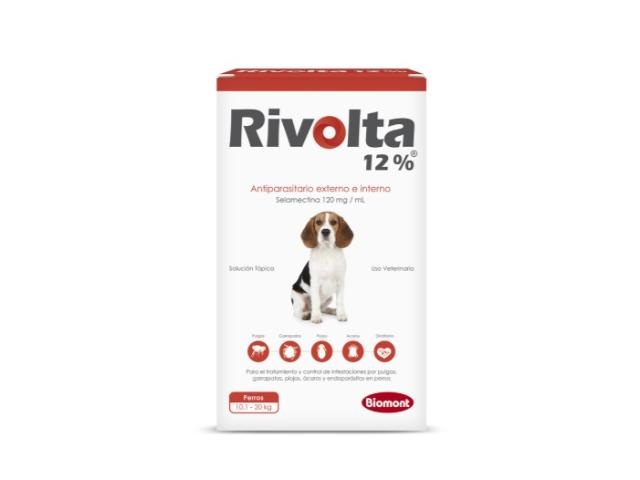 Rivolta 12%
Rivolta
12%®
Antiparasitario externo e interno
Selamectina 120 mg / mL
Solución Tópica
Uso Veterinario
Pulgas Garrapatas Piojos Ácaros Dirofilaria
Para el tratamiento y control de infestaciones por pulgas,
garrapatas, piojos, ácaros y endoparásitos en perros
Perros
10.1 - 20 kg
Biomont